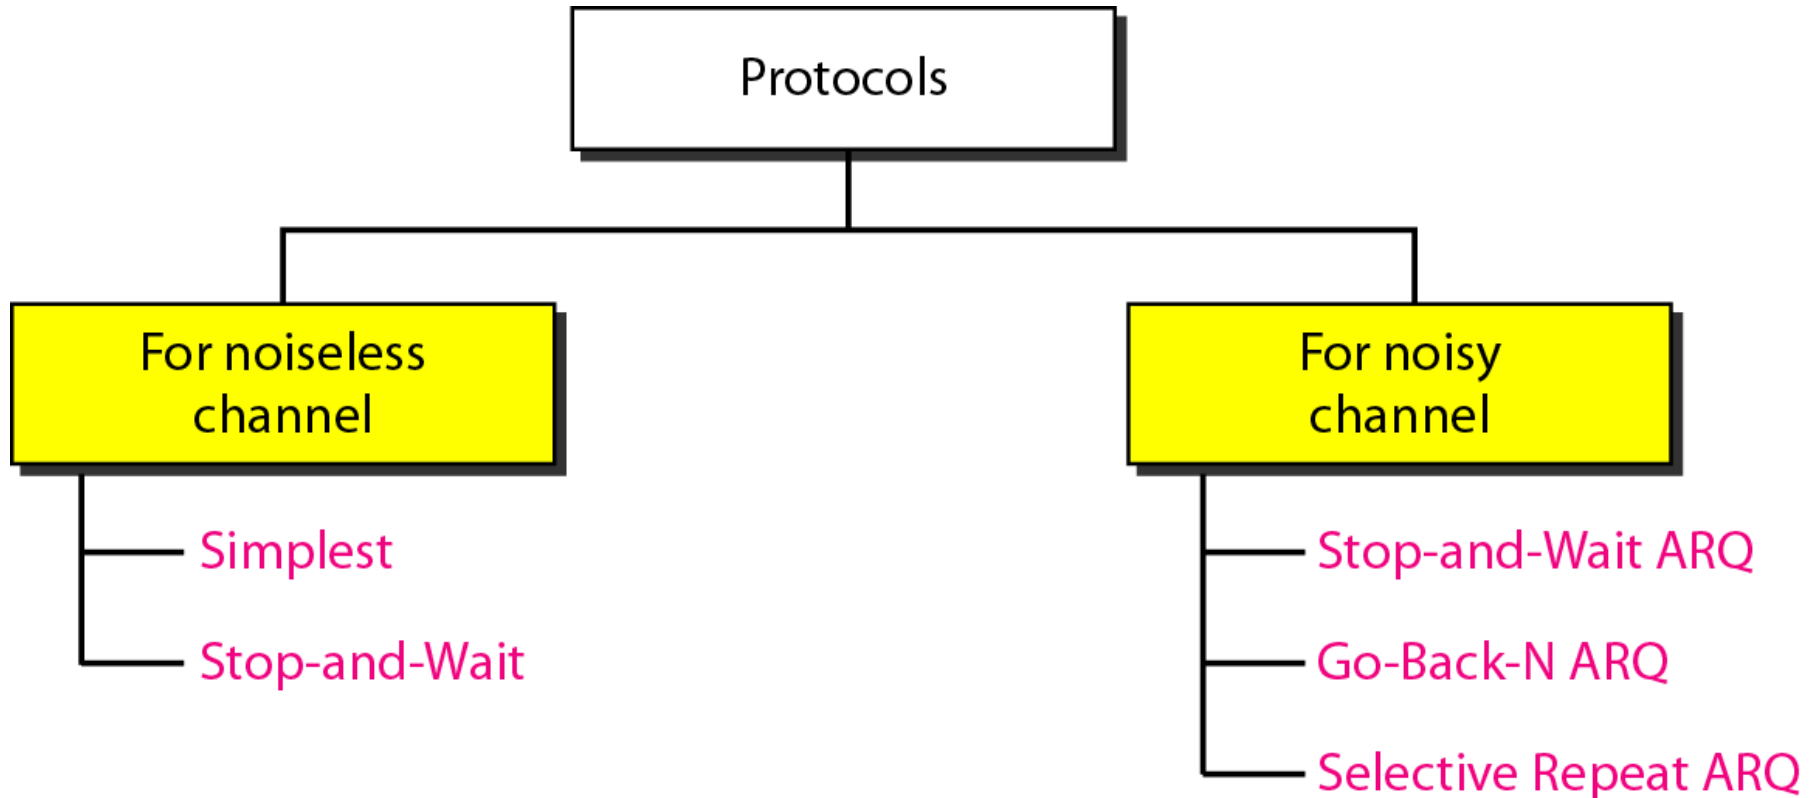 Protocols
For noiseless
channel
Simplest
Stop-and-Wait
For noisy
channel
Stop-and-Wait ARQ
Go-Back-N ARQ
Selective Repeat ARQ